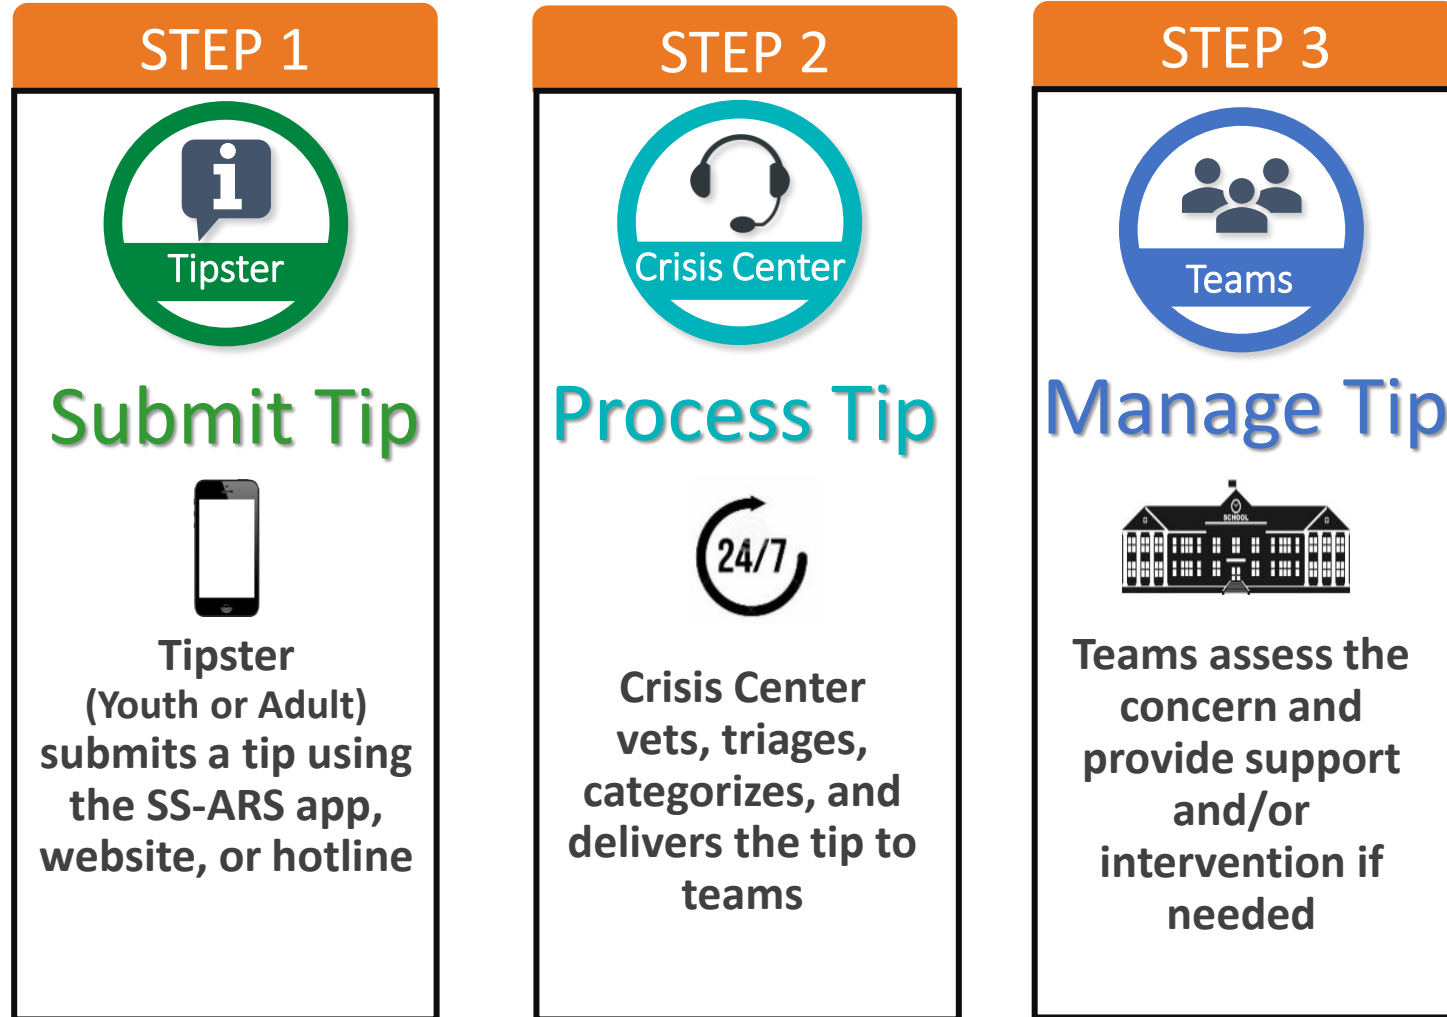 STEP 1
Tipster
Submit Tip
Tipster
(Youth or Adult)
submits a tip using
the SS-ARS app,
website, or hotline
STEP 2
Crisis Center
Process Tip
24/7
Crisis Center
vets, triages,
categorizes, and
delivers the tip to
teams
STEP 3
Teams
Manage Tip
SCHOOL
Teams assess the
concern and
provide support
and/or
intervention if
needed